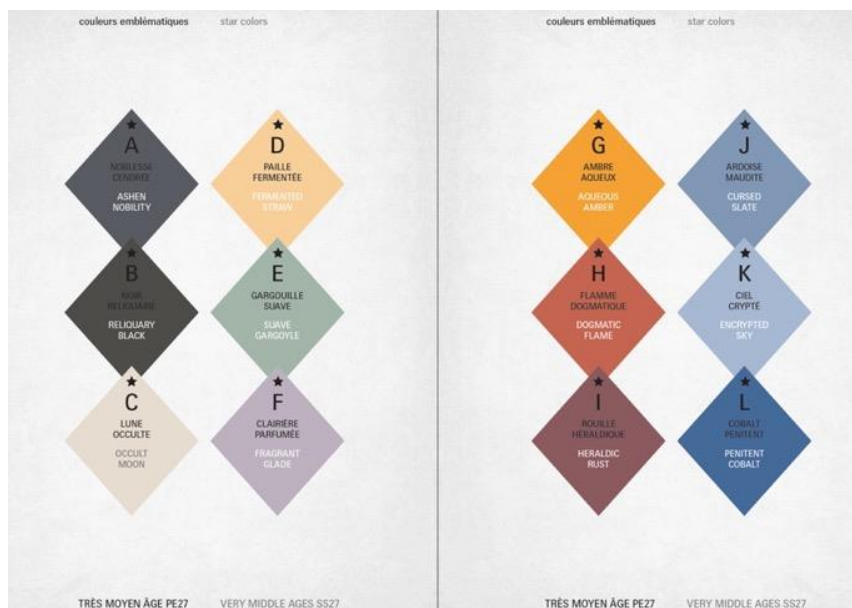 couleurs emblématiques star colors
A
NOBLESSE
CENDRÉE
ASHEN
NOBILITY
B
NOIR
RELIQUAIRE
RELIQUARY
BLACK
C
LUNE
OCCULTE
OCCULT
MOON
D
PAILLE
FERMENTÉE
FERMENTED
STRAW
E
GARGOUILLE
SUAVE
SUAVE
GARGOYLE
F
CLAIRIÈRE
PARFUMÉE
FRAGRANT
GLADE
TRÈS MOYEN ÂGE PE27 VERY MIDDLE AGES SS27
couleurs emblématiques star colors
G
AMBRE
AQUEUX
AQUEOUS
AMBER
H
FLAMME
DOGMATIQUE
DOGMATIC
FLAME
I
ROUILLE
HÉRALDIQUE
HERALDIC
RUST
J
ARDOISE
MAUDITE
CURSED
SLATE
K
CIEL
CRYPTÉ
ENCRYPTED
SKY
L
COBALT
PENITENT
PENITENT
COBALT
TRÈS MOYEN ÂGE PE27 VERY MIDDLE AGES SS27